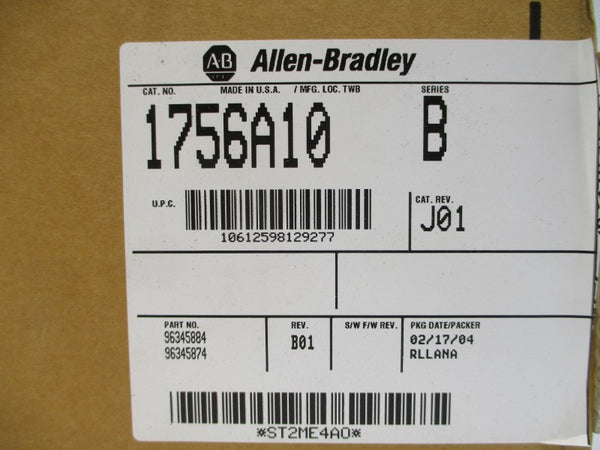 AB Allen-Bradley
CAT. NO. MADE IN U.S.A. / MFG. LOC. TWB SERIES
1756A10 B
U.P.C. CAT. REV.
J01
10612598129277
PART NO. REV. S/W F/W REV. PKG DATE/PACKER
96345884 B01 02/17/04
96345874 RLLANA
*ST2ME4A0*